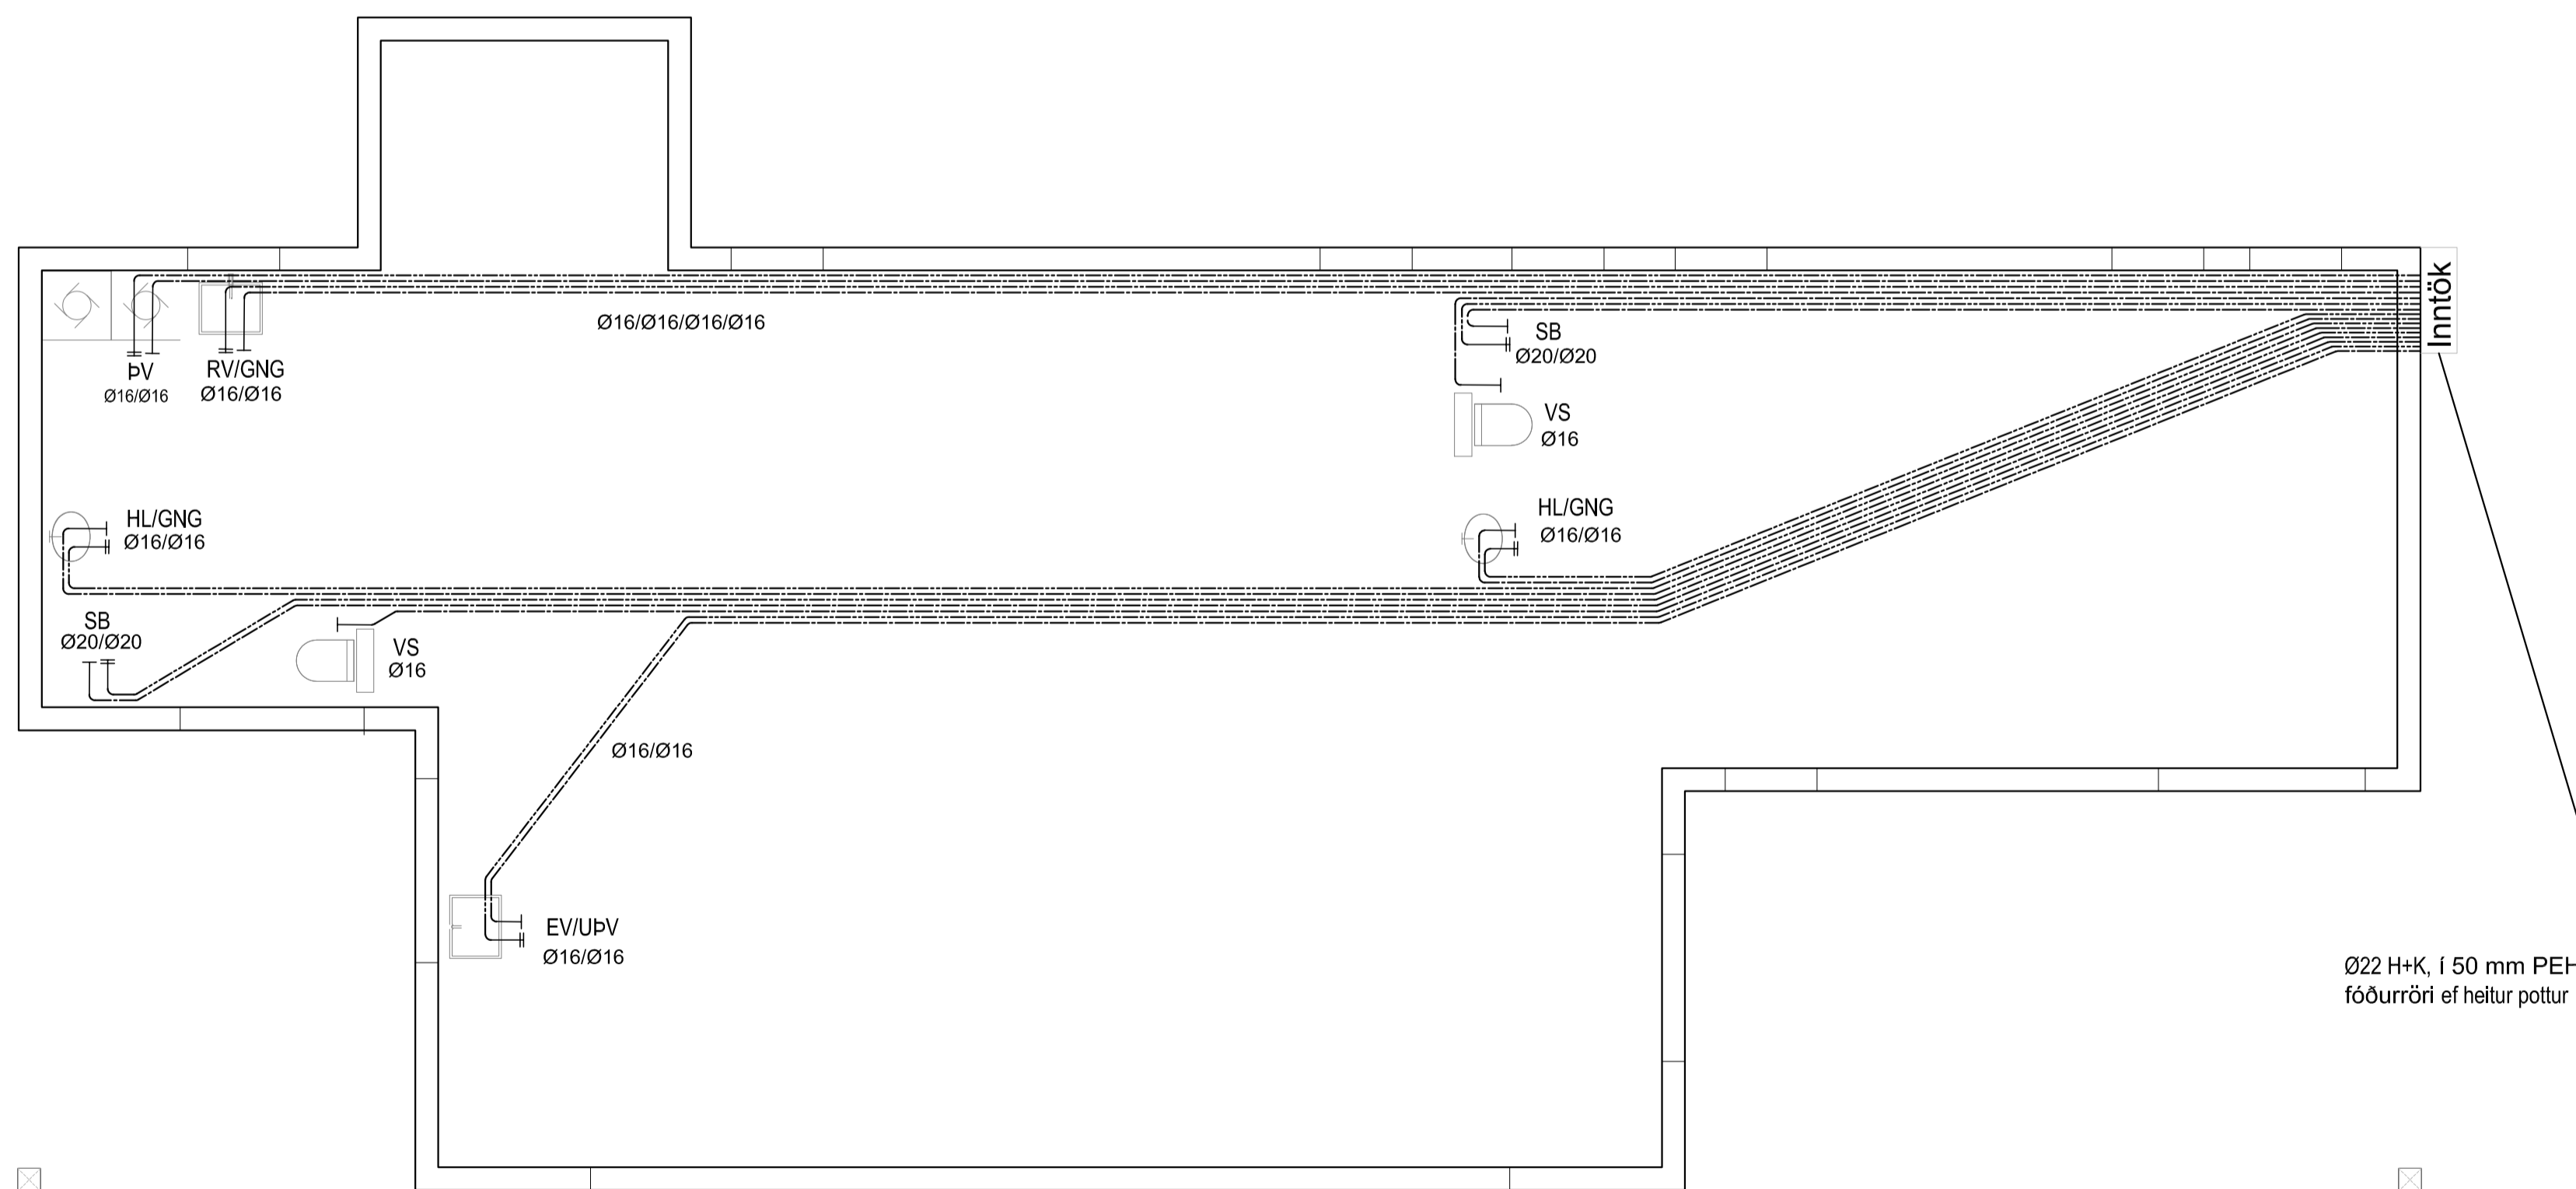 Inntök
Ø16/Ø16/Ø16/Ø16
SB
Ø20/Ø20
ÞV
Ø16/Ø16
RV/GNG
Ø16/Ø16
VS
Ø16
HL/GNG
Ø16/Ø16
HL/GNG
Ø16/Ø16
SB
Ø20/Ø20
VS
Ø16
Ø16/Ø16
EV/UÞV
Ø16/Ø16
Ø22 H+K, í 50 mm PEH
fóðurröri ef heitur pottur